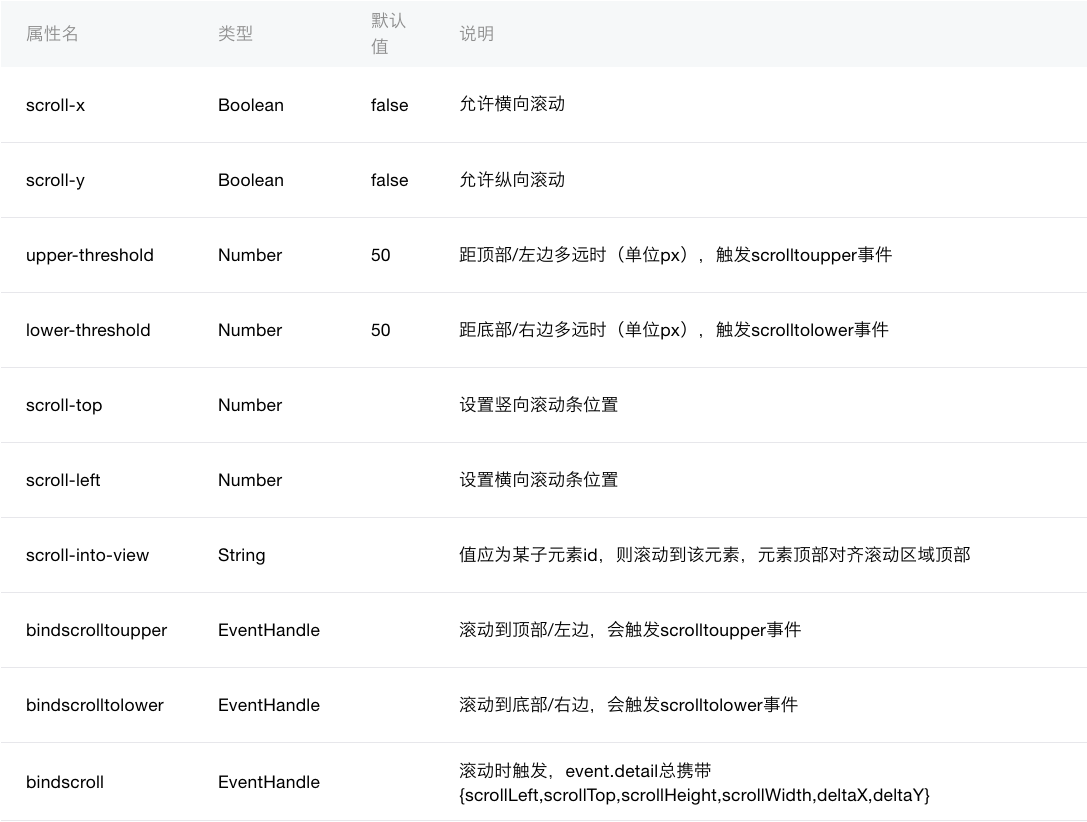 属性名 类型 默认值 说明
scroll-x Boolean false 允许横向滚动
scroll-y Boolean false 允许纵向滚动
upper-threshold Number 50 距顶部/左边多远时（单位px），触发scrolltoupper事件
lower-threshold Number 50 距底部/右边多远时（单位px），触发scrolltolower事件
scroll-top Number 设置竖向滚动条位置
scroll-left Number 设置横向滚动条位置
scroll-into-view String 值应为某子元素id，则滚动到该元素，元素顶部对齐滚动区域顶部
bindscrolltoupper EventHandle 滚动到顶部/左边，会触发scrolltoupper事件
bindscrolltolower EventHandle 滚动到底部/右边，会触发scrolltolower事件
bindscroll EventHandle 滚动时触发，event.detail总携带
{scrollLeft,scrollTop,scrollHeight,scrollWidth,deltaX,deltaY}